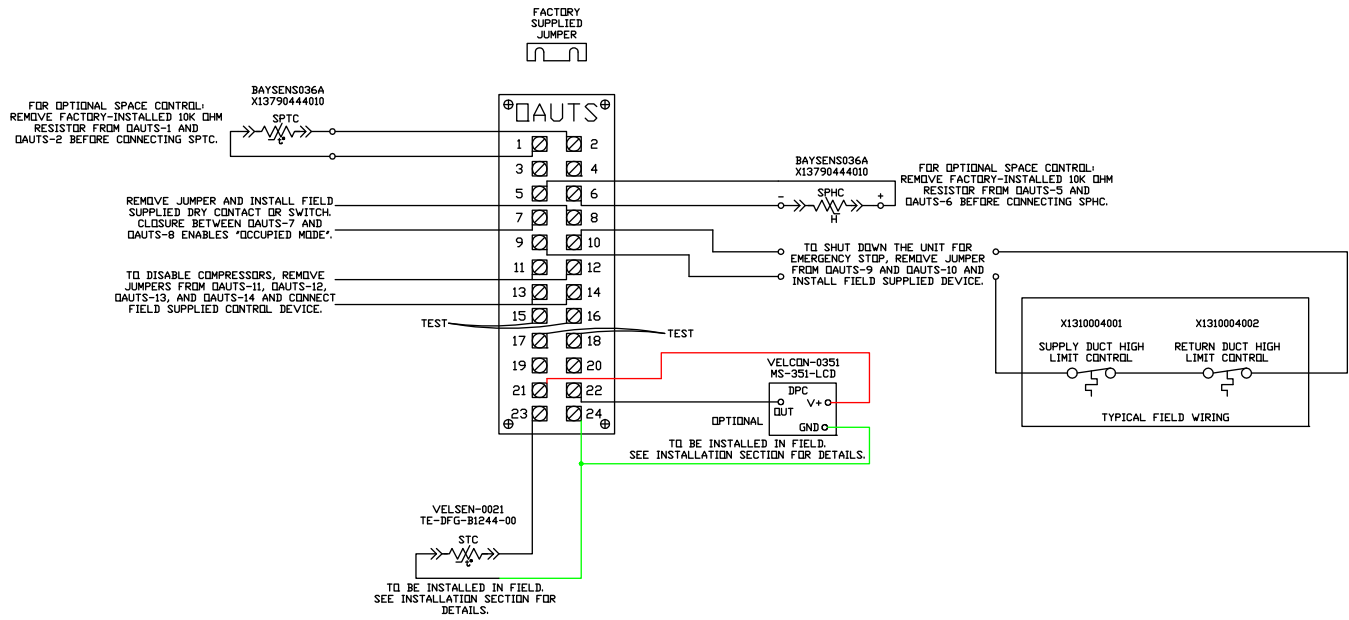 FACTORY
SUPPLIED
JUMPER
BAYSENS036A
X13790444010
SPTC
FOR OPTIONAL SPACE CONTROL:
REMOVE FACTORY-INSTALLED 10K OHM
RESISTOR FROM OAUTS-1 AND
OAUTS-2 BEFORE CONNECTING SPTC.
OAUTS
1 2
3 4
5 6
7 8
9 10
11 12
13 14
15 16
17 18
19 20
21 22
23 24
REMOVE JUMPER AND INSTALL FIELD
SUPPLIED DRY CONTACT OR SWITCH.
CLOSURE BETWEEN OAUTS-7 AND
OAUTS-8 ENABLES "OCCUPIED MODE".
TO DISABLE COMPRESSORS, REMOVE
JUMPERS FROM OAUTS-11, OAUTS-12,
OAUTS-13, AND OAUTS-14 AND CONNECT
FIELD SUPPLIED CONTROL DEVICE.
TEST
TEST
BAYSENS036A
X13790444010
SPHC
- +
H
FOR OPTIONAL SPACE CONTROL:
REMOVE FACTORY-INSTALLED 10K OHM
RESISTOR FROM OAUTS-5 AND
OAUTS-6 BEFORE CONNECTING SPHC.
TO SHUT DOWN THE UNIT FOR
EMERGENCY STOP, REMOVE JUMPER
FROM OAUTS-9 AND OAUTS-10 AND
INSTALL FIELD SUPPLIED DEVICE.
X1310004001
SUPPLY DUCT HIGH
LIMIT CONTROL
X1310004002
RETURN DUCT HIGH
LIMIT CONTROL
TYPICAL FIELD WIRING
VELCON-0351
MS-351-LCD
DPC
OUT
V+
GND
OPTIONAL
TO BE INSTALLED IN FIELD.
SEE INSTALLATION SECTION FOR DETAILS.
VELSEN-0021
TE-DFG-B1244-00
STC
TO BE INSTALLED IN FIELD.
SEE INSTALLATION SECTION FOR
DETAILS.